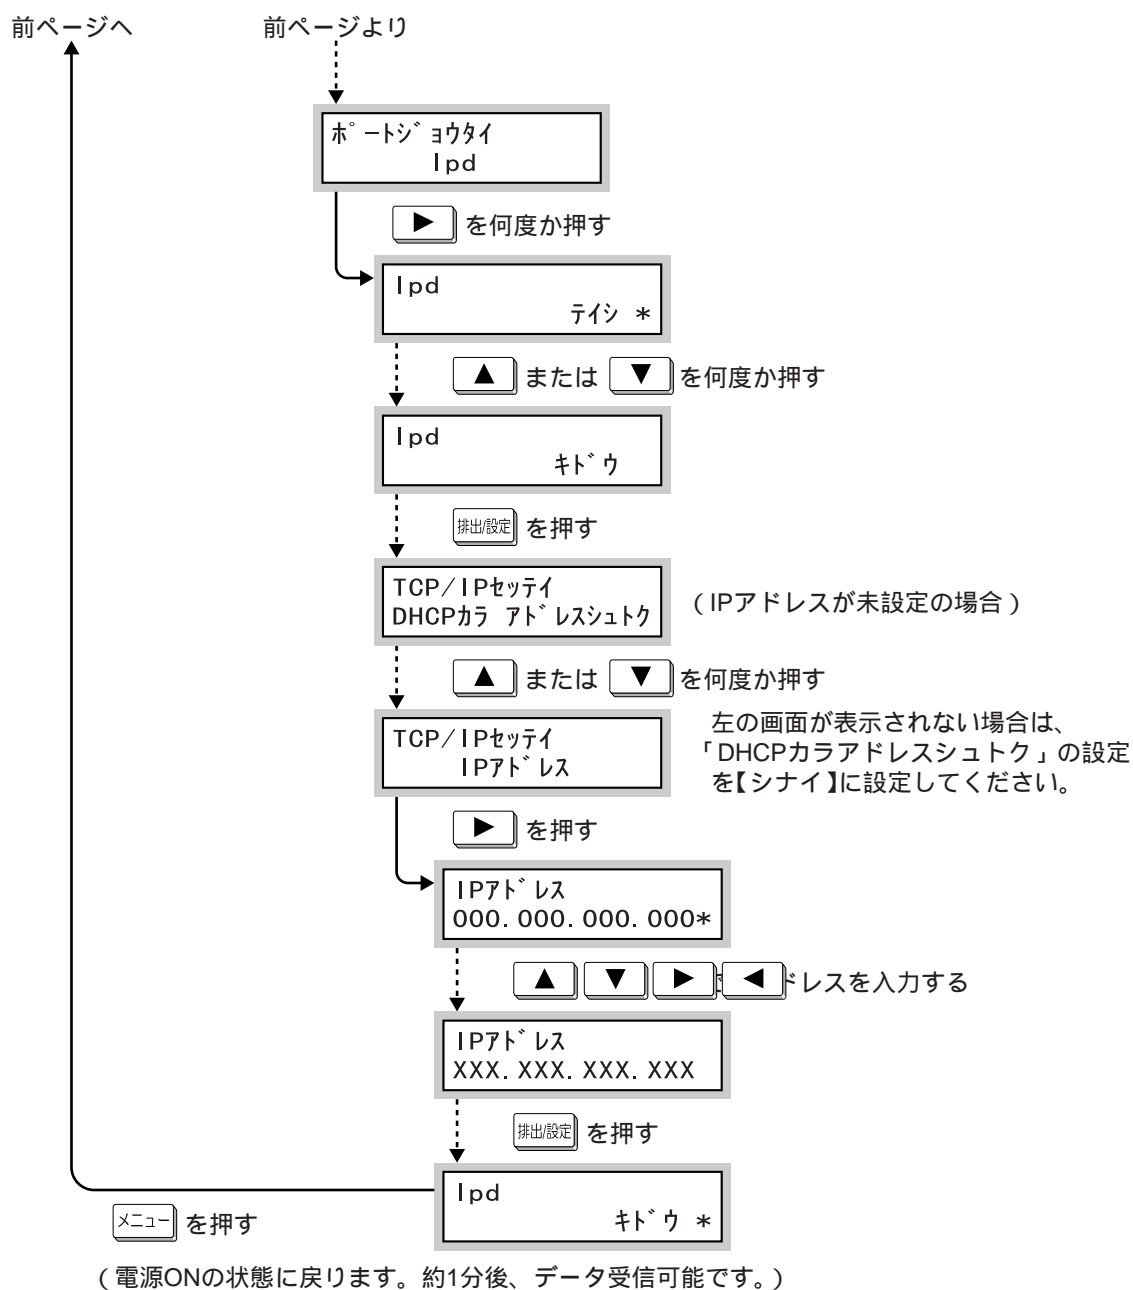 前ページへ
前ページより
ポートジョウタイ
lpd
▶ を何度か押す
lpd
テイシ *
▲ または ▼ を何度か押す
lpd
キドウ
排出/設定 を押す
TCP/IPセッテイ
DHCPカラ アドレスシュトク
(IPアドレスが未設定の場合)
▲ または ▼ を何度か押す
TCP/IPセッテイ
IPアドレス
左の画面が表示されない場合は、
「DHCPカラアドレスシュトク」の設定
を【シナイ】に設定してください。
▶ を押す
IPアドレス
000.000.000.000*
▲ ▼ ▶ ◀ ドレスを入力する
IPアドレス
XXX.XXX.XXX.XXX
排出/設定 を押す
lpd
キドウ *
メニュー を押す
(電源ONの状態に戻ります。約1分後、データ受信可能です。)